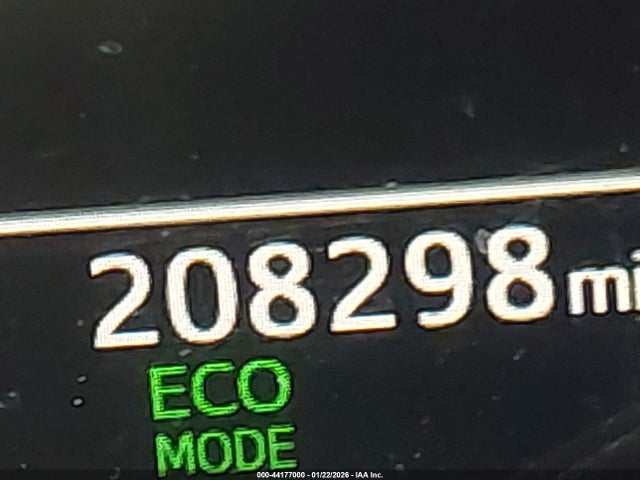 208298 mi
ECO
MODE
000-44177000 - 01/22/2026 - IAA Inc.